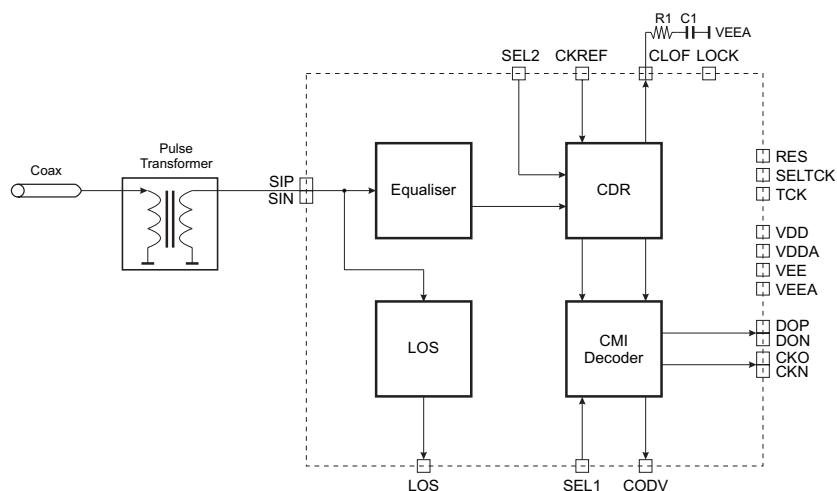 R1 C1
VEEA
SEL2 CKREF CLOF LOCK
Pulse
Transformer
Coax
SIP
SIN
Equaliser
CDR
RES
SELTCK
TCK
VDD
VDDA
VEE
VEEA
LOS
CMI
Decoder
DOP
DON
CKO
CKN
LOS SEL1 CODV